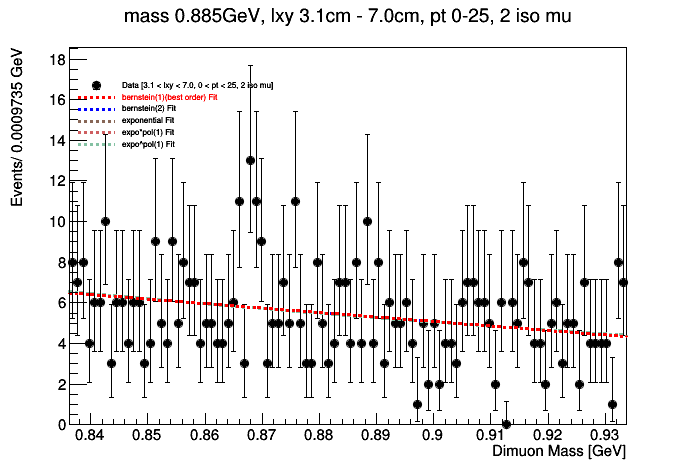 mass 0.885GeV, lxy 3.1cm - 7.0cm, pt 0-25, 2 iso mu
Events/ 0.0009735 GeV
18
16
14
12
10
8
6
4
2
0
Data [3.1 < lxy < 7.0, 0 < pt < 25, 2 iso mu]
bernstein(1)(best order) Fit
bernstein(2) Fit
exponential Fit
expo*pol(1) Fit
expo^pol(1) Fit
0.84 0.85 0.86 0.87 0.88 0.89 0.9 0.91 0.92 0.93
Dimuon Mass [GeV]